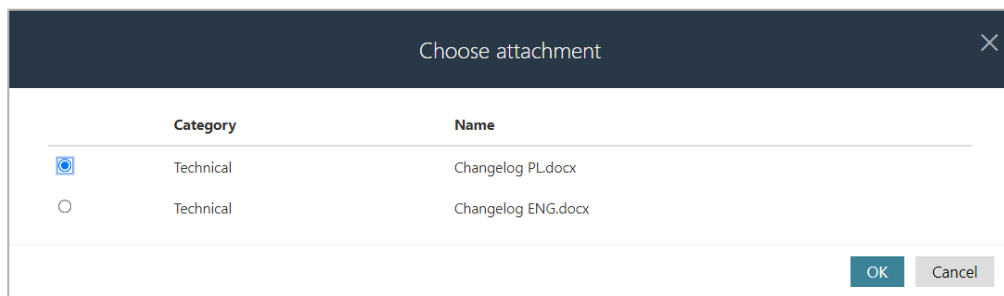 Choose attachment
Category Name
Technical Changelog PL.docx
Technical Changelog ENG.docx
OK Cancel